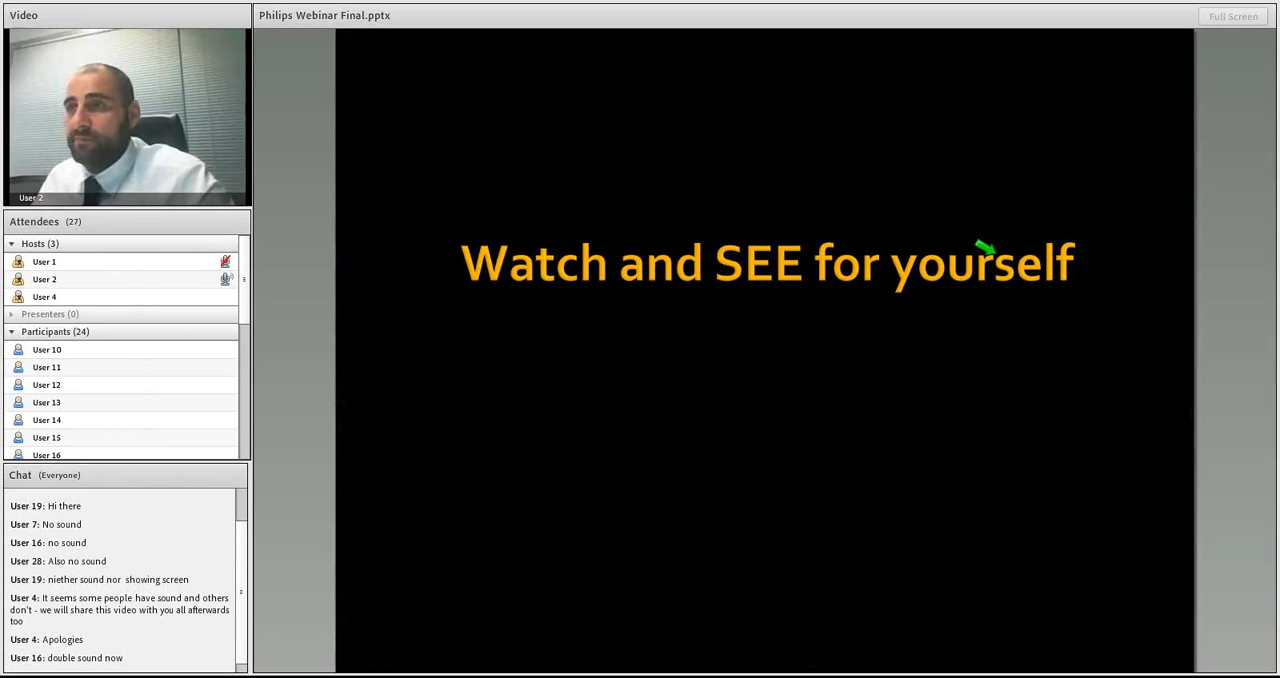 Video
User 2
Attendees (27)
Hosts (3)
User 1
User 2
User 4
Presenters (0)
Participants (24)
User 10
User 11
User 12
User 13
User 14
User 15
User 16
Chat (Everyone)
User 19: Hi there
User 7: No sound
User 16: no sound
User 28: Also no sound
User 19: niether sound nor showing screen
User 4: It seems some people have sound and others
don't - we will share this video with you all afterwards
too
User 4: Apologies
User 16: double sound now
Philips Webinar Final.pptx
Full Screen
Watch and SEE for yourself